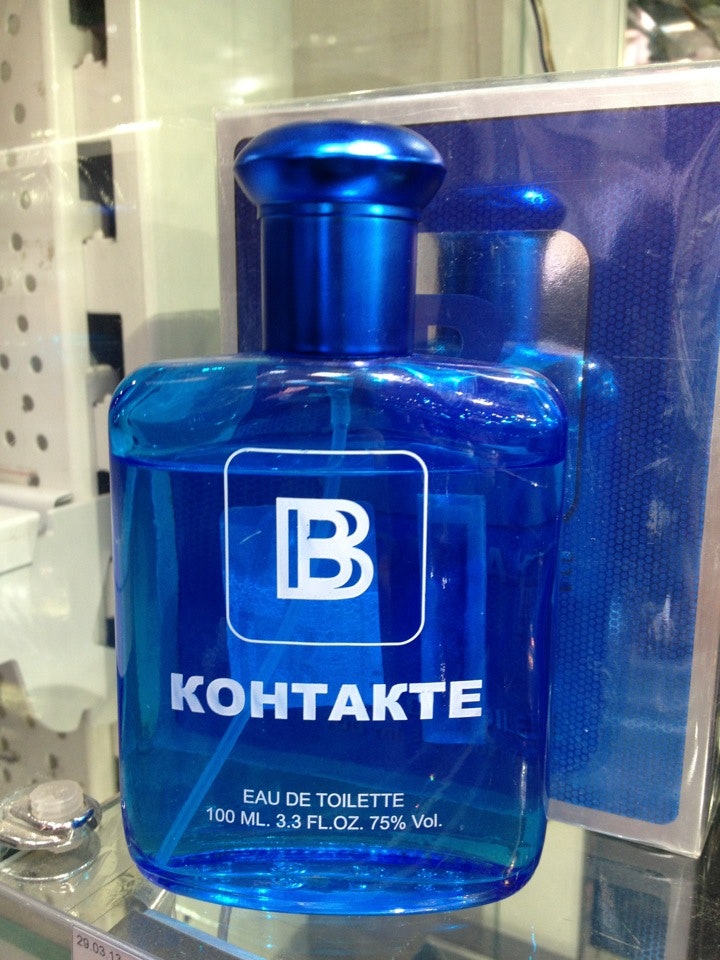 B
КОНТАКТЕ
EAU DE TOILETTE
100 ML. 3.3 FL.OZ. 75% Vol.